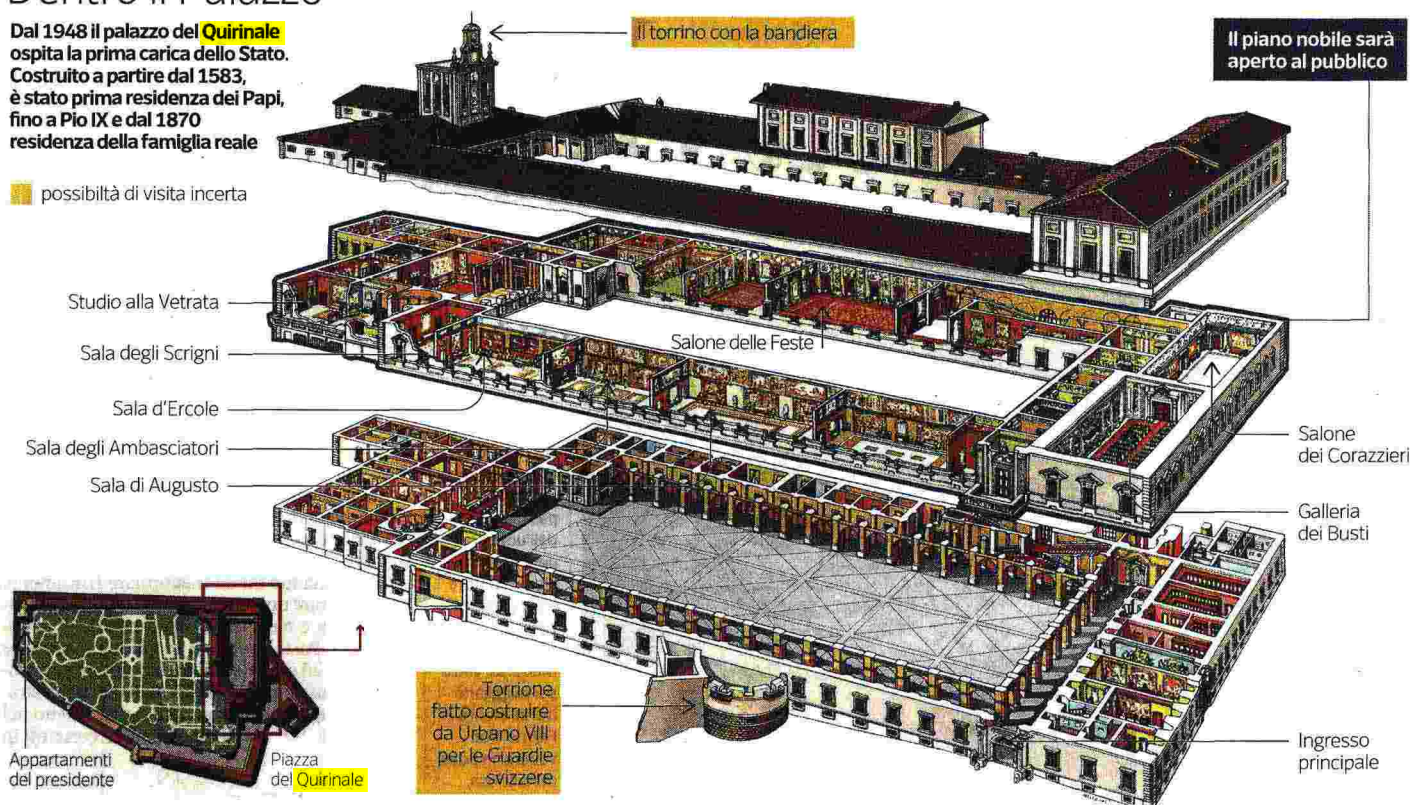 Dentro il Palazzo
Dal 1948 il palazzo del Quirinale
ospita la prima carica dello Stato.
Costruito a partire dal 1583,
è stato prima residenza dei Papi,
fino a Pio IX e dal 1870
residenza della famiglia reale
possibiltà di visita incerta
Il torrino con la bandiera
Il piano nobile sarà
aperto al pubblico
Studio alla Vetrata
Sala degli Scrigni
Sala d'Ercole
Sala degli Ambasciatori
Sala di Augusto
Salone delle Feste
Salone
dei Corazzieri
Galleria
dei Busti
Ingresso
principale
Torrione
fatto costruire
da Urbano VIII
per le Guardie
svizzere
Appartamenti
del presidente
Piazza
del Quirinale